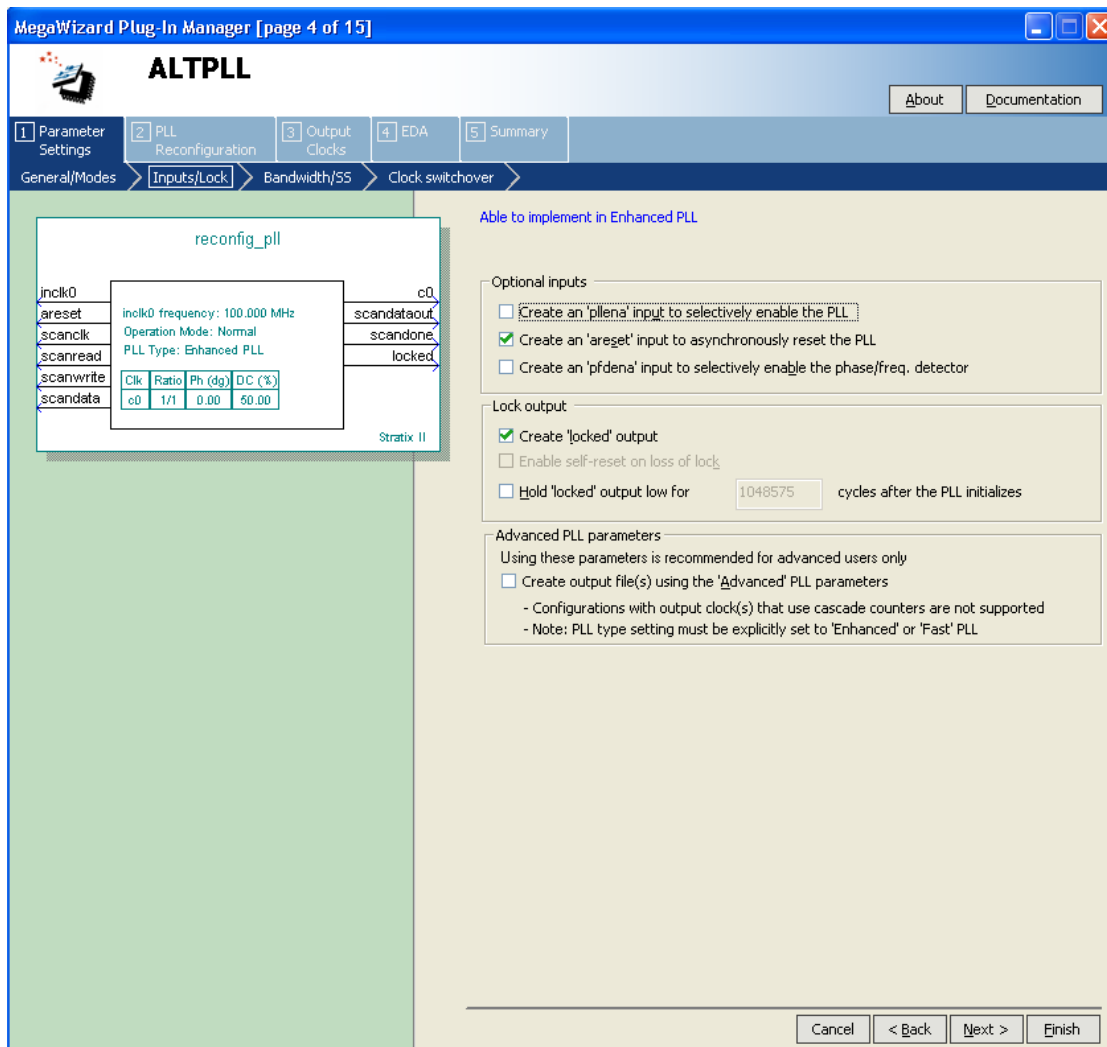 MegaWizard Plug-In Manager [page 4 of 15]
ALTPLL
About
Documentation
1 Parameter Settings
2 PLL Reconfiguration
3 Output Clocks
4 EDA
5 Summary
General/Modes
Inputs/Lock
Bandwidth/SS
Clock switchover
reconfig_pll
inclk0
areset
scanclk
scanread
scanwrite
scandata
inclk0 frequency: 100.000 MHz
Operation Mode: Normal
PLL Type: Enhanced PLL
Clk Ratio Ph (dg) DC (%)
c0 1/1 0.00 50.00
c0
scandataout
scandone
locked
Stratix II
Able to implement in Enhanced PLL
Optional inputs
Create an 'pllena' input to selectively enable the PLL
Create an 'areset' input to asynchronously reset the PLL
Create an 'pfdena' input to selectively enable the phase/freq. detector
Lock output
Create 'locked' output
Enable self-reset on loss of lock
Hold 'locked' output low for 1048575 cycles after the PLL initializes
Advanced PLL parameters
Using these parameters is recommended for advanced users only
Create output file(s) using the 'Advanced' PLL parameters
- Configurations with output clock(s) that use cascade counters are not supported
- Note: PLL type setting must be explicitly set to 'Enhanced' or 'Fast' PLL
Cancel
< Back
Next >
Finish